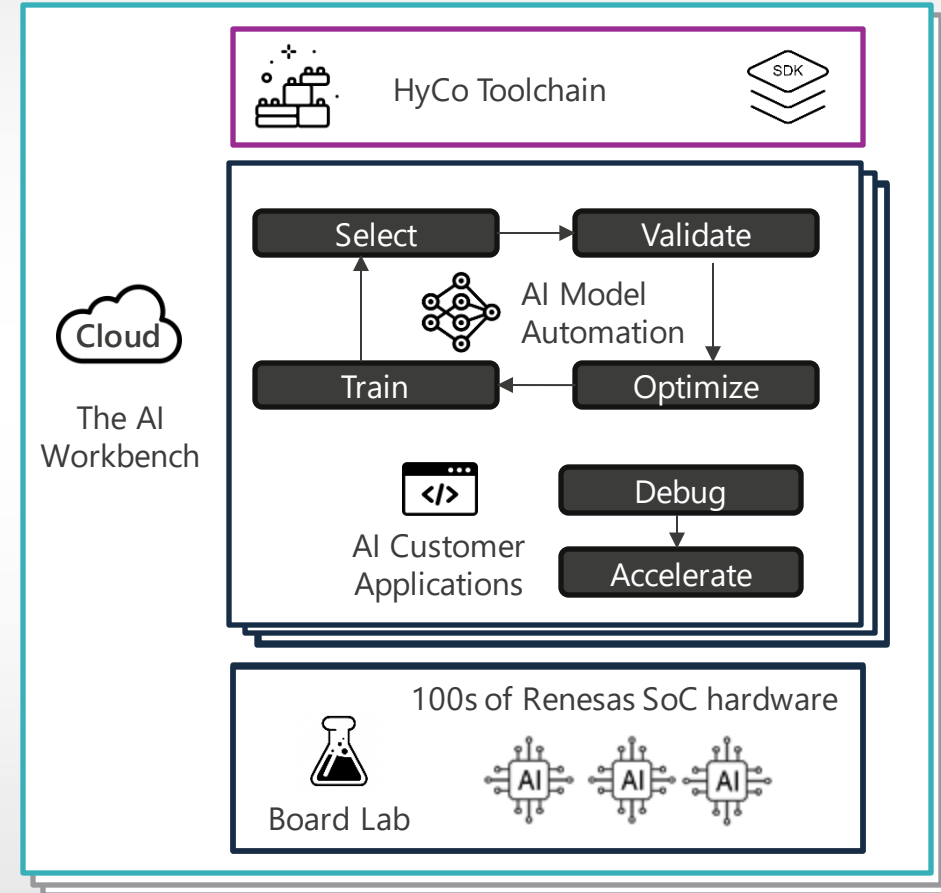 HyCo Toolchain
SDK
Select
Validate
AI Model
Automation
Train
Optimize
Cloud
The AI
Workbench
</>
Debug
AI Customer
Applications
Accelerate
100s of Renesas SoC hardware
AI
AI
AI
Board Lab